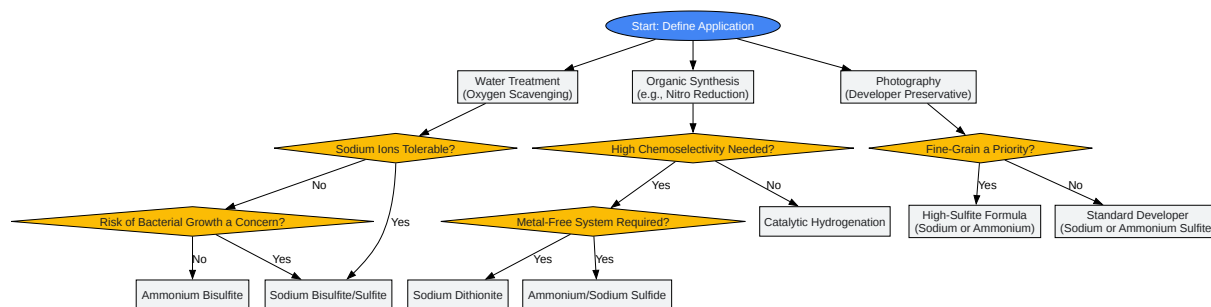 Start: Define Application
Water Treatment
(Oxygen Scavenging)
Organic Synthesis
(e.g., Nitro Reduction)
Photography
(Developer Preservative)
Sodium Ions Tolerable?
High Chemoselectivity Needed?
Fine-Grain a Priority?
No
Yes
Yes
No
Yes
No
Risk of Bacterial Growth a Concern?
Metal-Free System Required?
Catalytic Hydrogenation
High-Sulfite Formula
(Sodium or Ammonium)
Standard Developer
(Sodium or Ammonium Sulfite)
No
Yes
Yes
Yes
Ammonium Bisulfite
Sodium Bisulfite/Sulfite
Sodium Dithionite
Ammonium/Sodium Sulfide